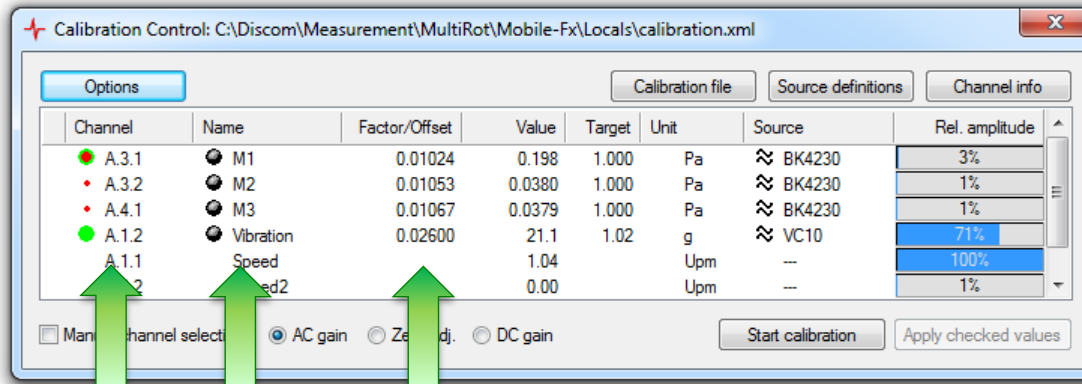 Calibration Control: C:\Discom\Measurement\MultiRot\Mobile-Fx\Locals\calibration.xml
Options Calibration file Source definitions Channel info
Channel Name Factor/Offset Value Target Unit Source Rel. amplitude
A.3.1 M1 0.01024 0.198 1.000 Pa BK4230 3%
A.3.2 M2 0.01053 0.0380 1.000 Pa BK4230 1%
A.4.1 M3 0.01067 0.0379 1.000 Pa BK4230 1%
A.1.2 Vibration 0.02600 21.1 1.02 g VC10 71%
A.1.1 Speed 1.04 Upm --- 100%
0.00 Upm --- 1%
channel AC gain DC gain Start calibration Apply checked values